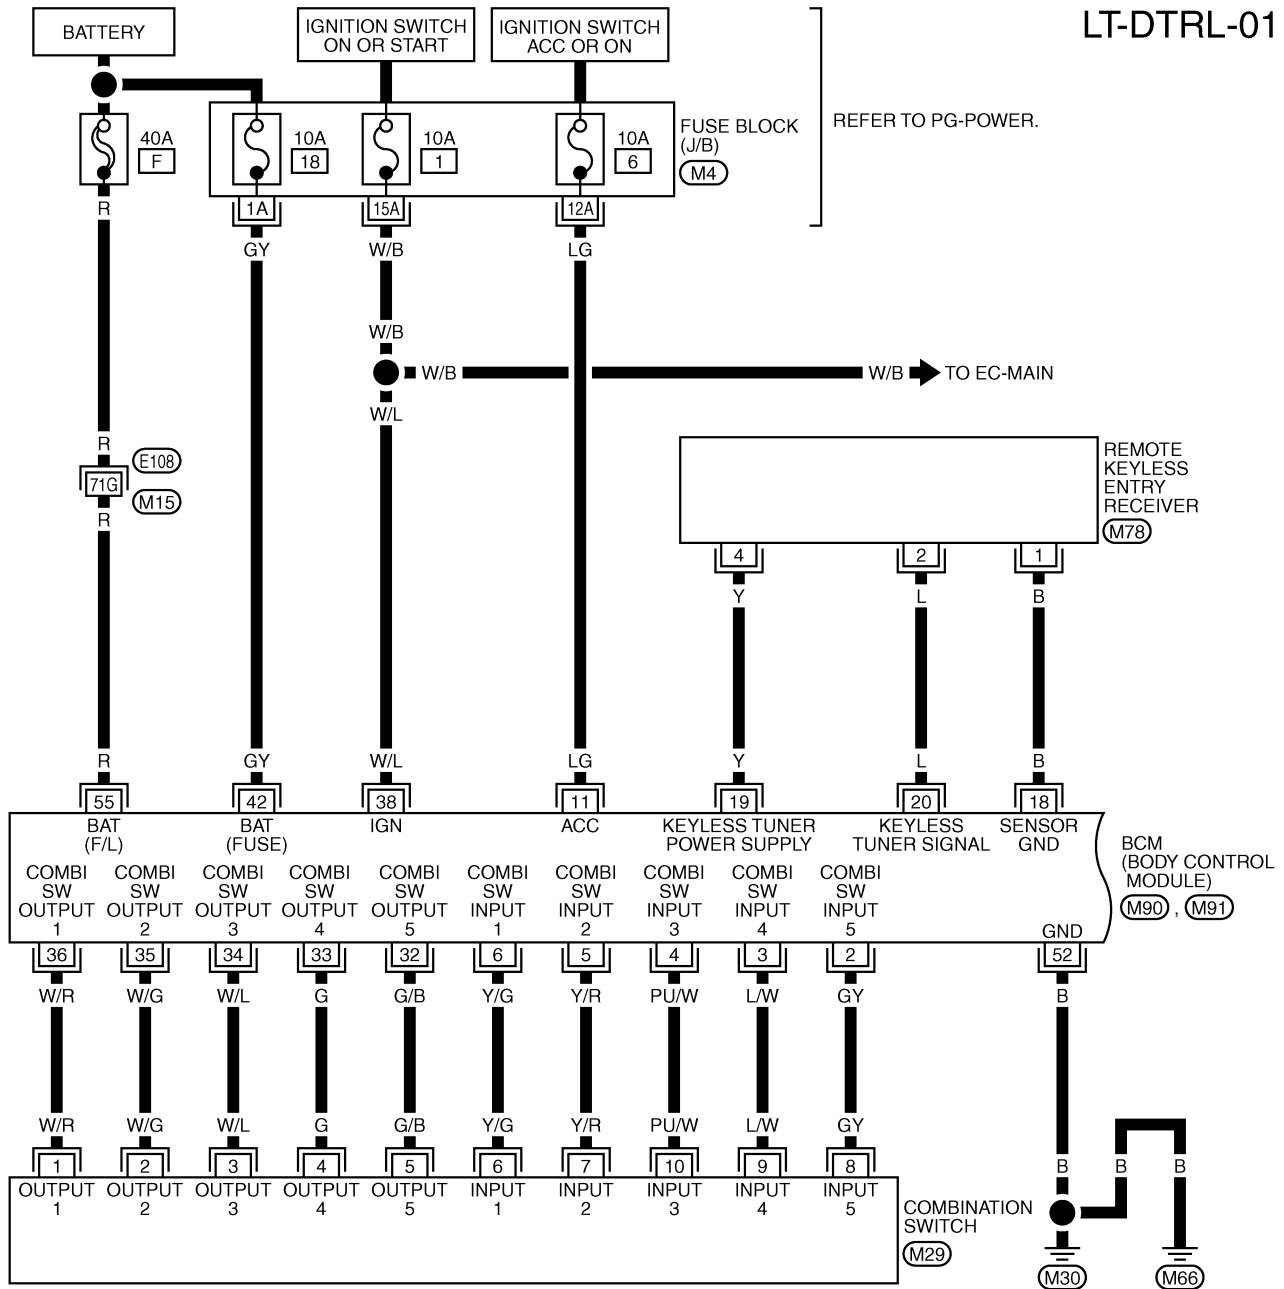 LT-DTRL-01
BATTERY
IGNITION SWITCH
ON OR START
IGNITION SWITCH
ACC OR ON
40A
F
10A
18
10A
1
10A
6
FUSE BLOCK
(J/B)
M4
REFER TO PG-POWER.
R
1A
15A
12A
GY
W/B
LG
W/B
W/B
W/B
TO EC-MAIN
W/L
R
E108
71G
M15
R
REMOTE
KEYLESS
ENTRY
RECEIVER
M78
4
2
1
Y
L
B
R
GY
W/L
LG
Y
L
B
55
42
38
11
19
20
18
BAT
(F/L)
BAT
(FUSE)
IGN
ACC
KEYLESS TUNER
POWER SUPPLY
KEYLESS
TUNER SIGNAL
SENSOR
GND
BCM
(BODY CONTROL
MODULE)
M90 , M91
COMBI
SW
OUTPUT
1
COMBI
SW
OUTPUT
2
COMBI
SW
OUTPUT
3
COMBI
SW
OUTPUT
4
COMBI
SW
OUTPUT
5
COMBI
SW
INPUT
1
COMBI
SW
INPUT
2
COMBI
SW
INPUT
3
COMBI
SW
INPUT
4
COMBI
SW
INPUT
5
GND
36
35
34
33
32
6
5
4
3
2
52
W/R
W/G
W/L
G
G/B
Y/G
Y/R
PU/W
L/W
GY
B
W/R
W/G
W/L
G
G/B
Y/G
Y/R
PU/W
L/W
GY
B
B
B
1
2
3
4
5
6
7
10
9
8
OUTPUT
1
OUTPUT
2
OUTPUT
3
OUTPUT
4
OUTPUT
5
INPUT
1
INPUT
2
INPUT
3
INPUT
4
INPUT
5
COMBINATION
SWITCH
M29
M30
M66